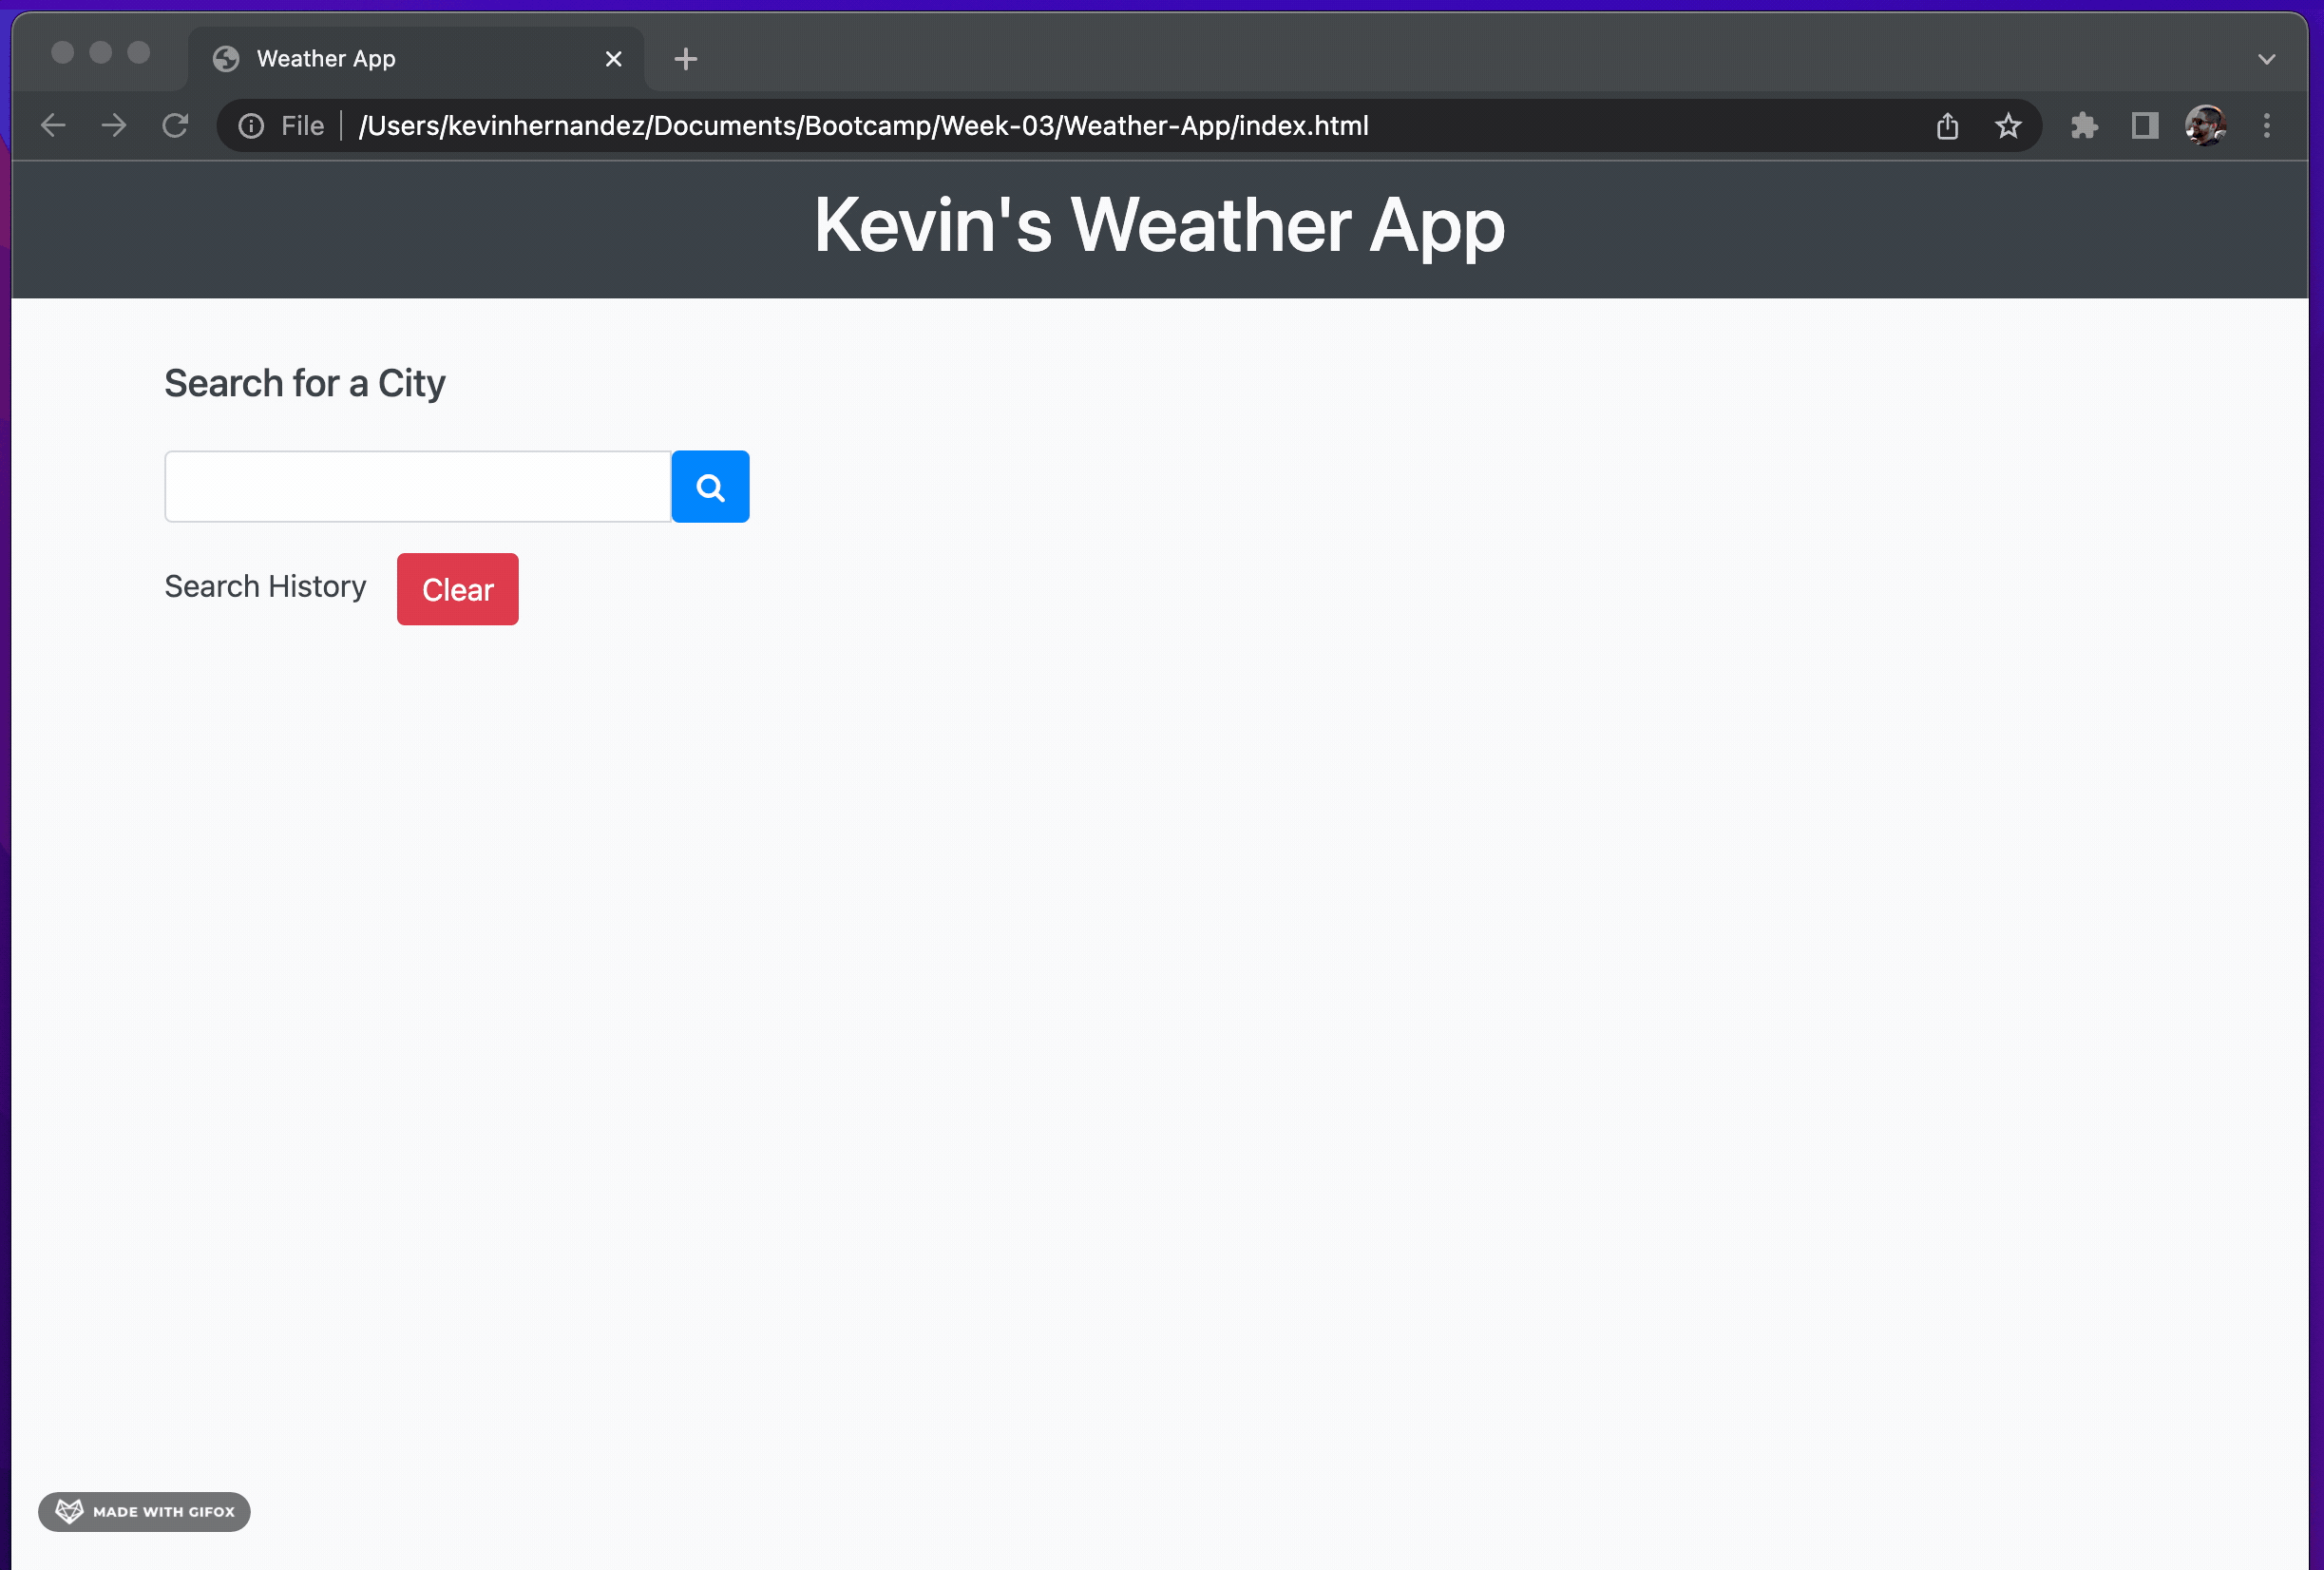 Weather App
File /Users/kevinhernandez/Documents/Bootcamp/Week-03/Weather-App/index.html
Kevin's Weather App
Search for a City
Search History Clear
MADE WITH GIFOX